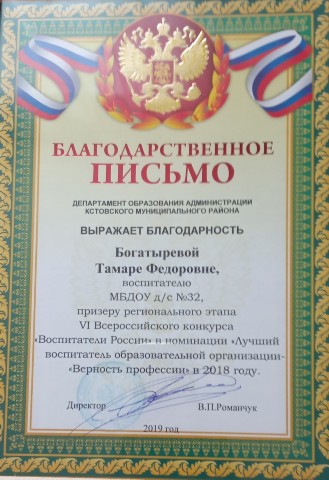 БЛАГОДАРСТВЕННОЕ
ПИСЬМО
ДЕПАРТАМЕНТ ОБРАЗОВАНИЯ АДМИНИСТРАЦИИ
КСТОВСКОГО МУНИЦИПАЛЬНОГО РАЙОНА
ВЫРАЖАЕТ БЛАГОДАРНОСТЬ
Богатыревой
Тамаре Федоровне,
воспитателю
МБДОУ д/с №32,
призеру регионального этапа
VI Всероссийского конкурса
«Воспитатели России» в номинации «Лучший
воспитатель образовательной организации-
«Верность профессии» в 2018 году.
Директор В.П.Романчук
2019 год